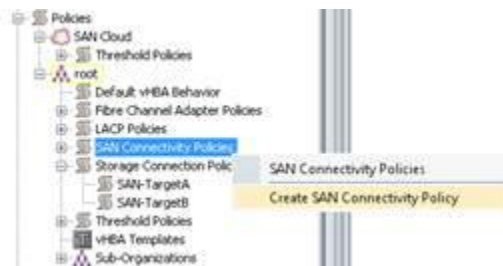 Policies
SAN Cloud
Threshold Policies
root
Default vHBA Behavior
Fibre Channel Adapter Policies
LACP Policies
SAN Connectivity Policies
Storage Connection Polic
SAN-TargetA
SAN-TargetB
Threshold Policies
vHBA Templates
Sub-Organizations
SAN Connectivity Policies
Create SAN Connectivity Policy